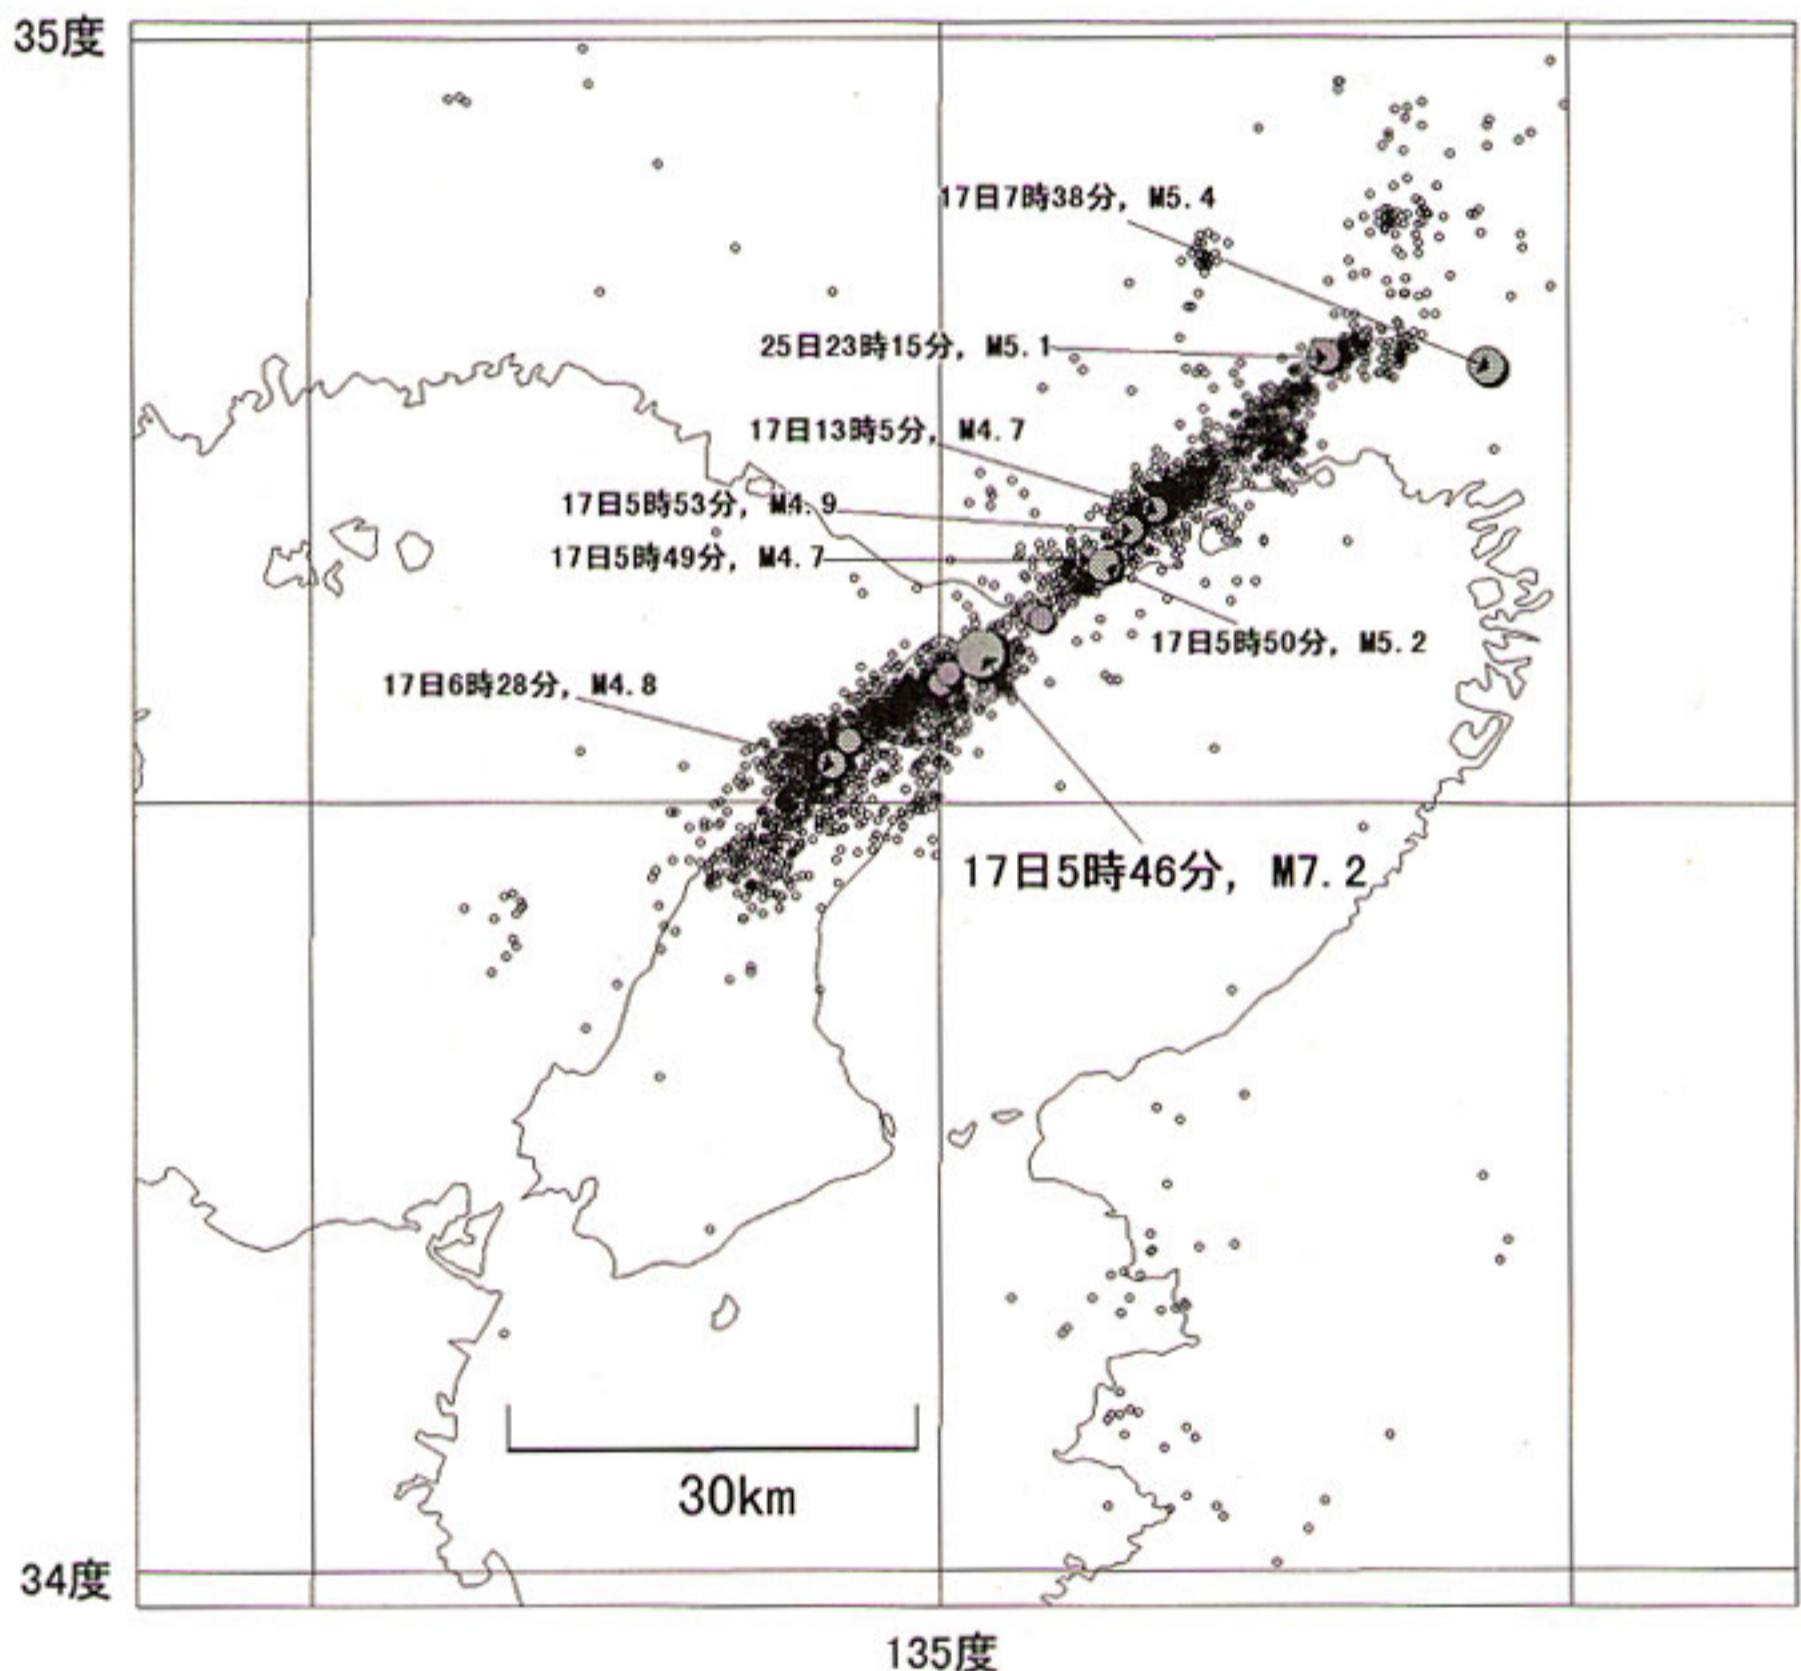 35度
17日7時38分, M5.4
25日23時15分, M5.1
17日13時5分, M4.7
17日5時53分, M4.9
17日5時49分, M4.7
17日5時50分, M5.2
17日6時28分, M4.8
17日5時46分, M7.2
30km
34度
135度